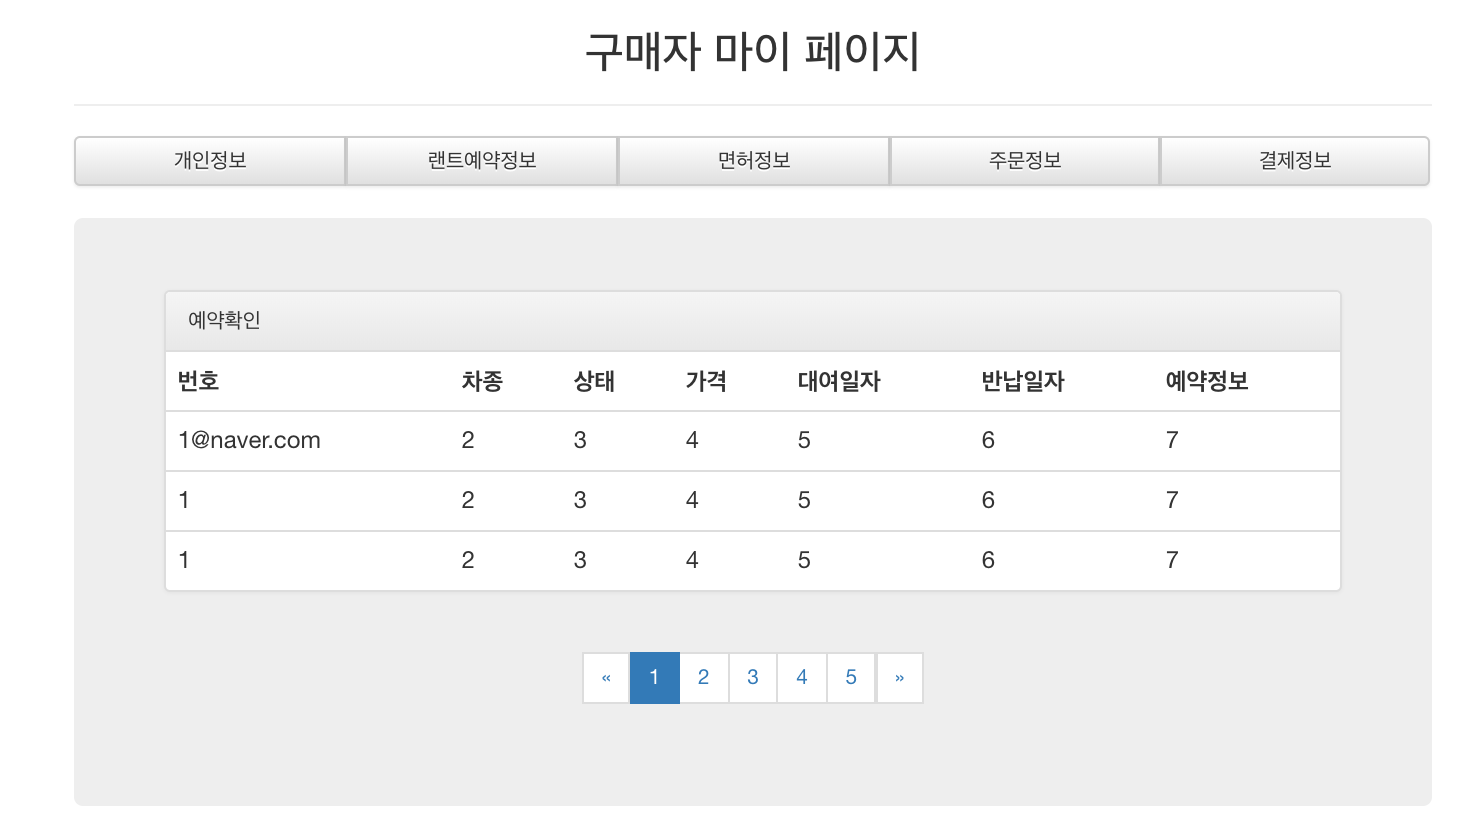 구매자 마이 페이지
개인정보 랜트예약정보 면허정보 주문정보 결제정보
예약확인
번호 차종 상태 가격 대여일자 반납일자 예약정보
1@naver.com 2 3 4 5 6 7
1 2 3 4 5 6 7
1 2 3 4 5 6 7
« 1 2 3 4 5 »